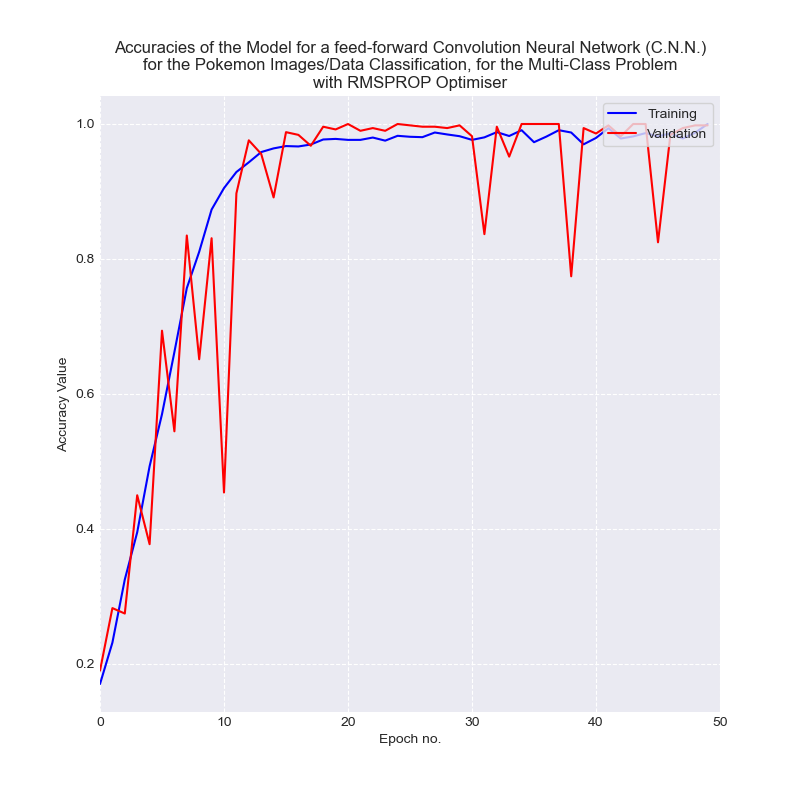 Accuracies of the Model for a feed-forward Convolution Neural Network (C.N.N.)
for the Pokemon Images/Data Classification, for the Multi-Class Problem
with RMSPROP Optimiser
Training
Validation
1.0
0.8
0.6
0.4
0.2
Accuracy Value
0 10 20 30 40 50
Epoch no.